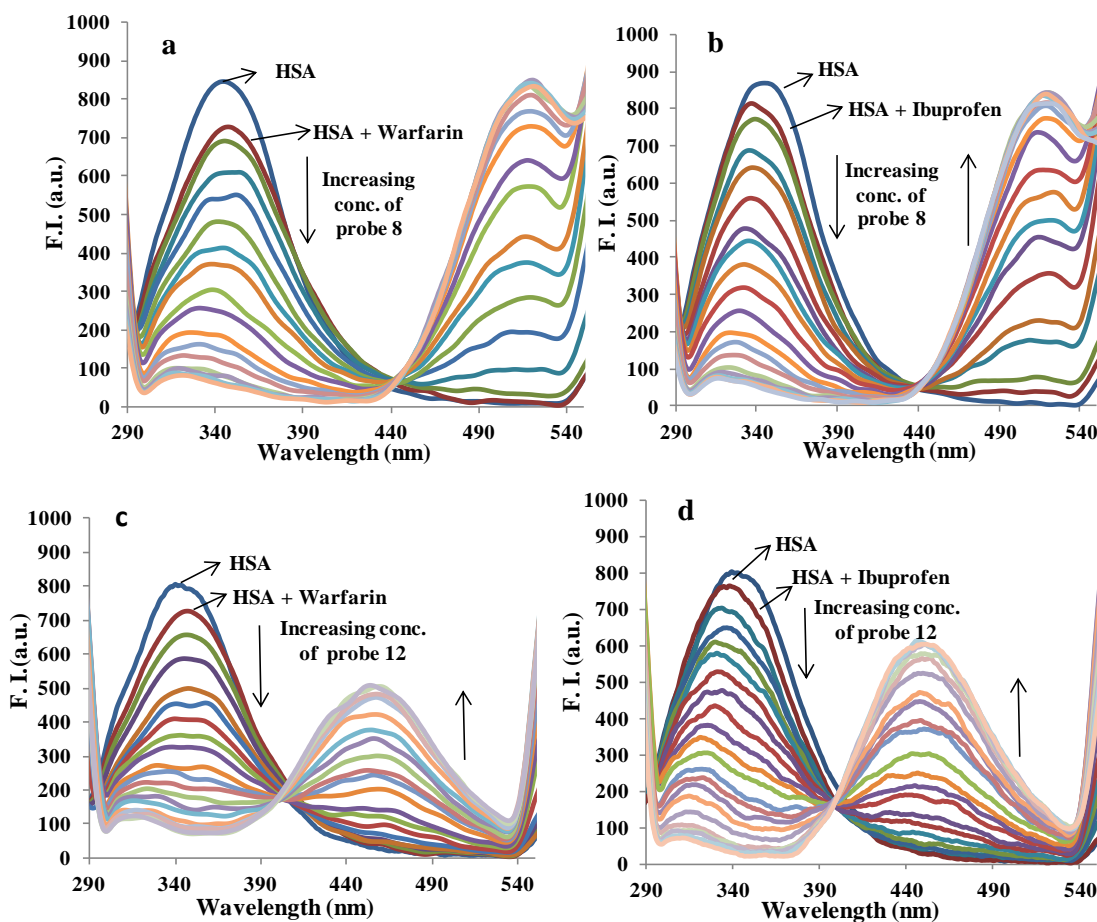 a
F.I. (a.u.)
1000
900
800
700
600
500
400
300
200
100
0
HSA
HSA + Warfarin
Increasing
conc. of
probe 8
290 340 390 440 490 540
Wavelength (nm)
b
F. I. (a.u.)
1000
900
800
700
600
500
400
300
200
100
0
HSA
HSA + Ibuprofen
Increasing
conc. of
probe 8
290 340 390 440 490 540
Wavelength (nm)
c
F. I.(a.u.)
1000
900
800
700
600
500
400
300
200
100
0
HSA
HSA + Warfarin
Increasing conc.
of probe 12
290 340 390 440 490 540
Wavelength (nm)
d
F. I. (a.u.)
1000
900
800
700
600
500
400
300
200
100
0
HSA
HSA + Ibuprofen
Increasing conc.
of probe 12
290 340 390 440 490 540
Wavelength (nm)